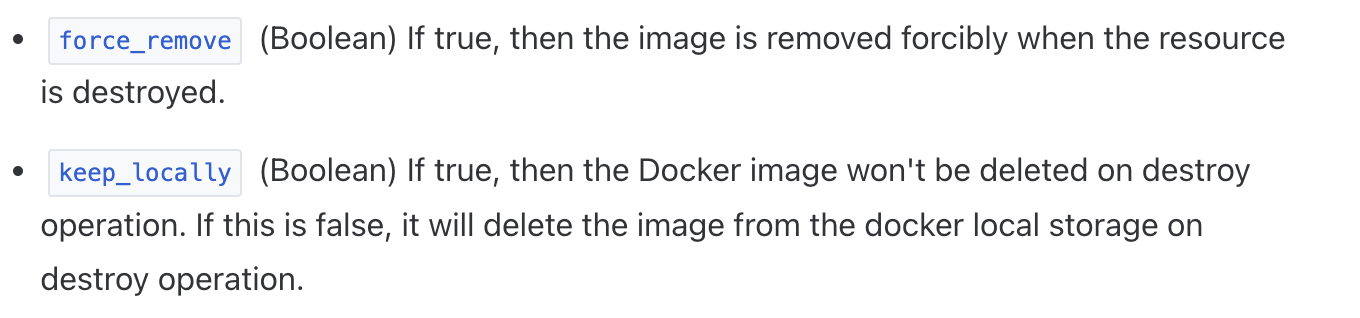 • force_remove (Boolean) If true, then the image is removed forcibly when the resource
is destroyed.
• keep_locally (Boolean) If true, then the Docker image won't be deleted on destroy
operation. If this is false, it will delete the image from the docker local storage on
destroy operation.